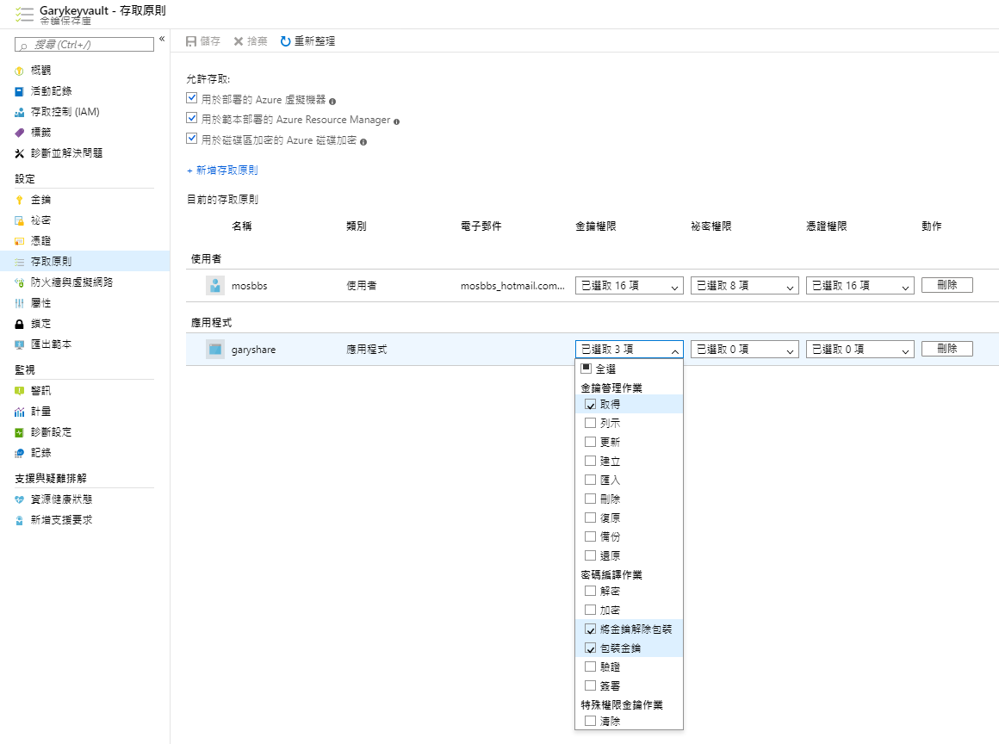 Garykeyvault - 存取原則
金鑰保存庫
搜尋 (Ctrl+/)
«
儲存
捨棄
重新整理
概觀
活動記錄
存取控制 (IAM)
標籤
診斷並解決問題
設定
金鑰
祕密
憑證
存取原則
防火牆與虛擬網路
屬性
鎖定
匯出範本
監視
警訊
計量
診斷設定
記錄
支援與疑難排解
資源健康狀態
新增支援要求
允許存取:
用於部署的 Azure 虛擬機器
用於範本部署的 Azure Resource Manager
用於磁碟區加密的 Azure 磁碟加密
+ 新增存取原則
目前的存取原則
名稱 類別 電子郵件 金鑰權限 祕密權限 憑證權限 動作
使用者
mosbbs 使用者 mosbbs_hotmail.com... 已選取 16 項 已選取 8 項 已選取 16 項 刪除
應用程式
garyshare 應用程式 已選取 3 項 已選取 0 項 已選取 0 項 刪除
全選
金鑰管理作業
取得
列示
更新
建立
匯入
刪除
復原
備份
還原
密碼編譯作業
解密
加密
將金鑰解除包裝
包裝金鑰
驗證
簽署
特殊權限金鑰作業
清除